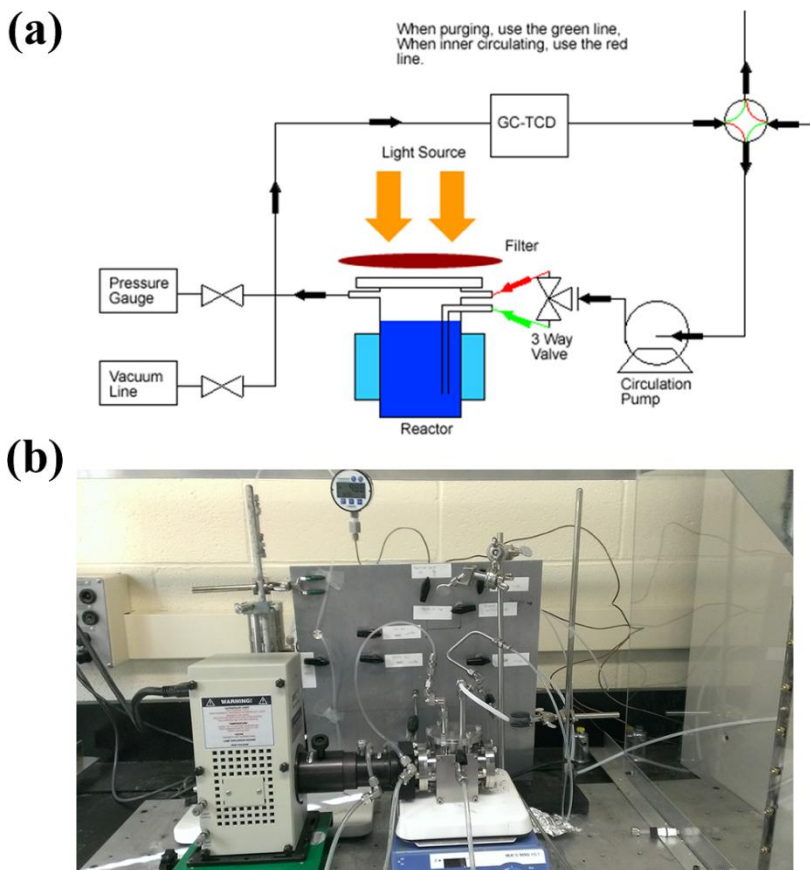 (a)
When purging, use the green line,
When inner circulating, use the red
line.
GC-TCD
Light Source
Filter
Pressure
Gauge
3 Way
Valve
Vacuum
Line
Circulation
Pump
Reactor
(b)
WARNING!